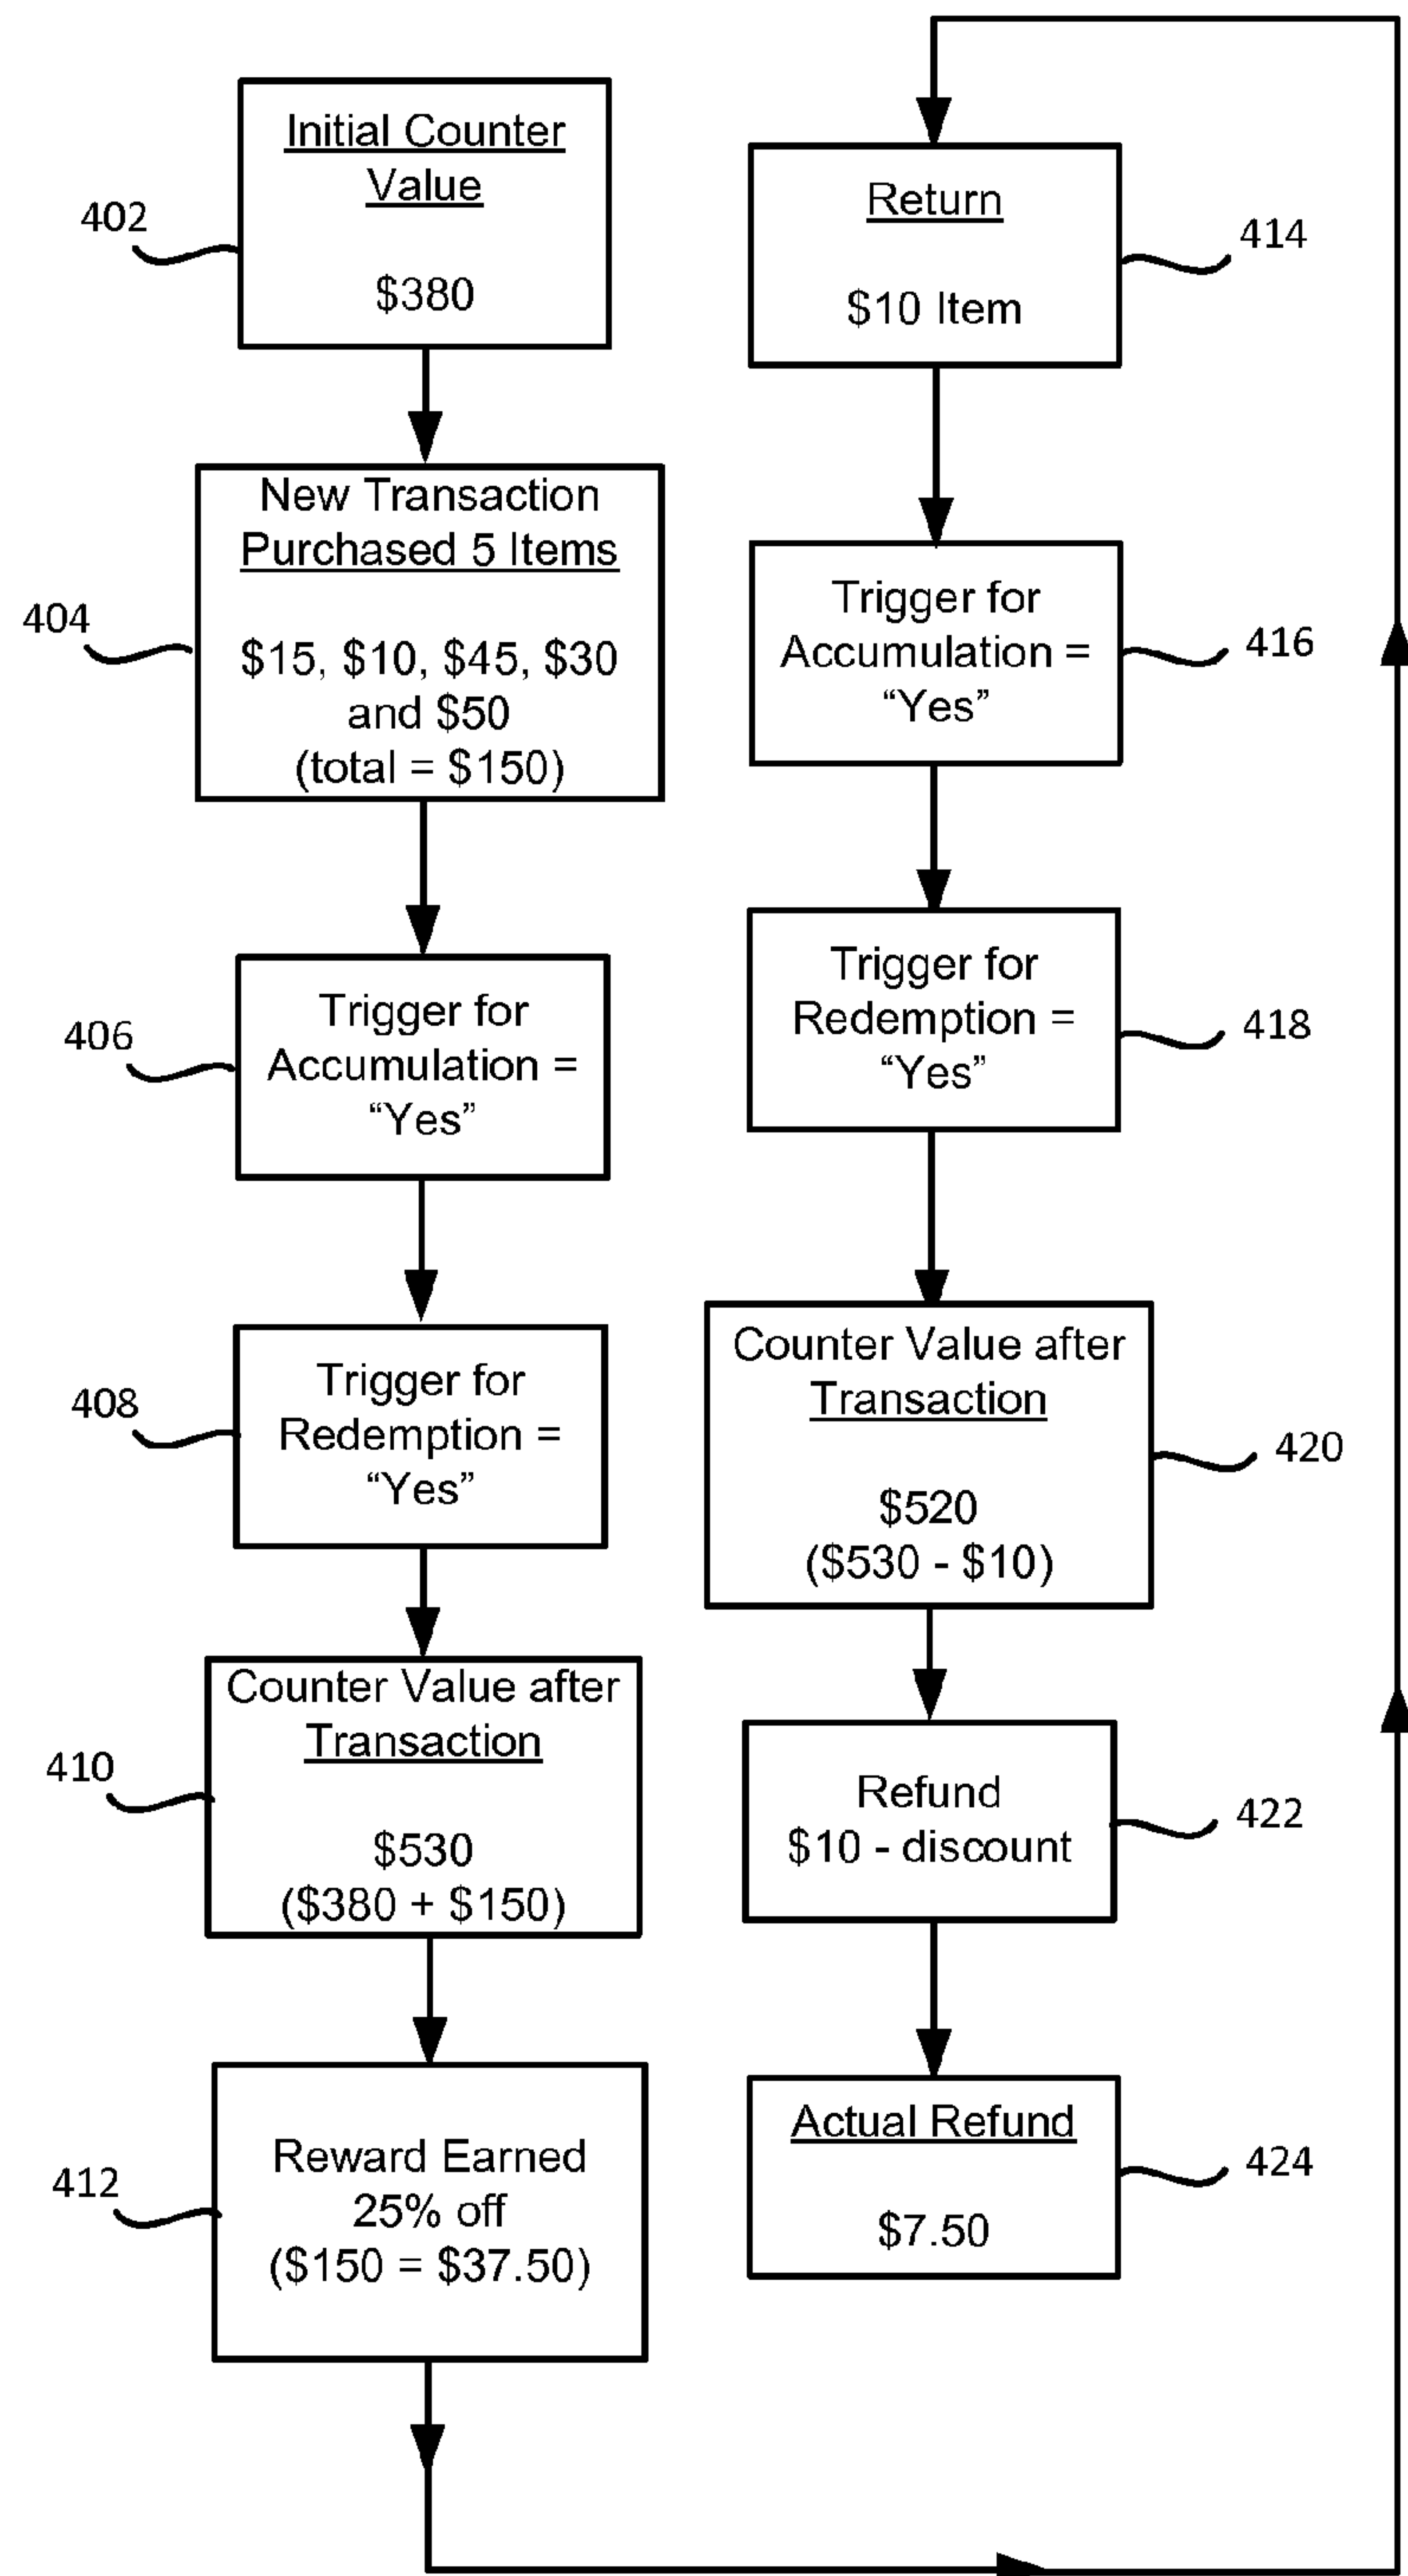 Initial Counter
Value
$380
402
New Transaction
Purchased 5 Items
$15, $10, $45, $30
and $50
(total = $150)
404
Trigger for
Accumulation =
“Yes”
406
Trigger for
Redemption =
“Yes”
408
Counter Value after
Transaction
$530
($380 + $150)
410
Reward Earned
25% off
($150 = $37.50)
412
Return
$10 Item
414
Trigger for
Accumulation =
“Yes”
416
Trigger for
Redemption =
“Yes”
418
Counter Value after
Transaction
$520
($530 - $10)
420
Refund
$10 - discount
422
Actual Refund
$7.50
424